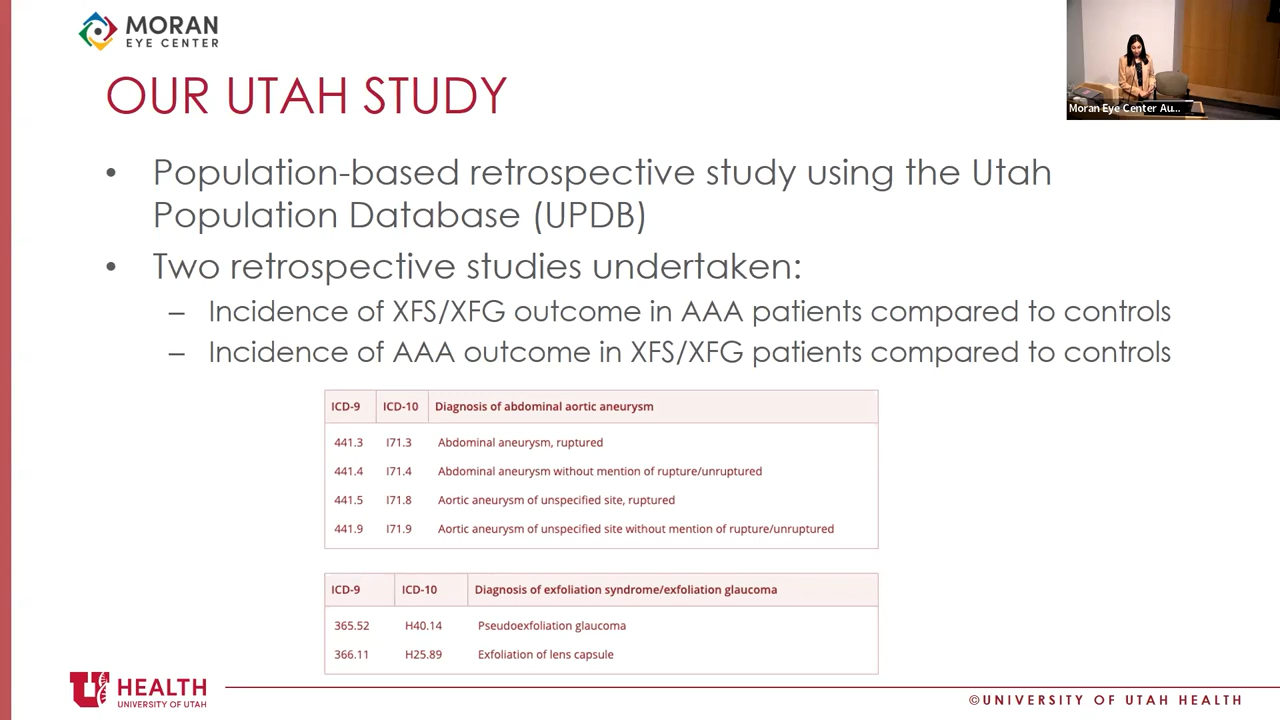 MORAN
EYE CENTER
OUR UTAH STUDY
Moran Eye Center Au...
• Population-based retrospective study using the Utah
Population Database (UPDB)
• Two retrospective studies undertaken:
– Incidence of XFS/XFG outcome in AAA patients compared to controls
– Incidence of AAA outcome in XFS/XFG patients compared to controls
ICD-9 ICD-10 Diagnosis of abdominal aortic aneurysm
441.3 I71.3 Abdominal aneurysm, ruptured
441.4 I71.4 Abdominal aneurysm without mention of rupture/unruptured
441.5 I71.8 Aortic aneurysm of unspecified site, ruptured
441.9 I71.9 Aortic aneurysm of unspecified site without mention of rupture/unruptured
ICD-9 ICD-10 Diagnosis of exfoliation syndrome/exfoliation glaucoma
365.52 H40.14 Pseudoexfoliation glaucoma
366.11 H25.89 Exfoliation of lens capsule
U HEALTH
UNIVERSITY OF UTAH
©UNIVERSITY OF UTAH HEALTH